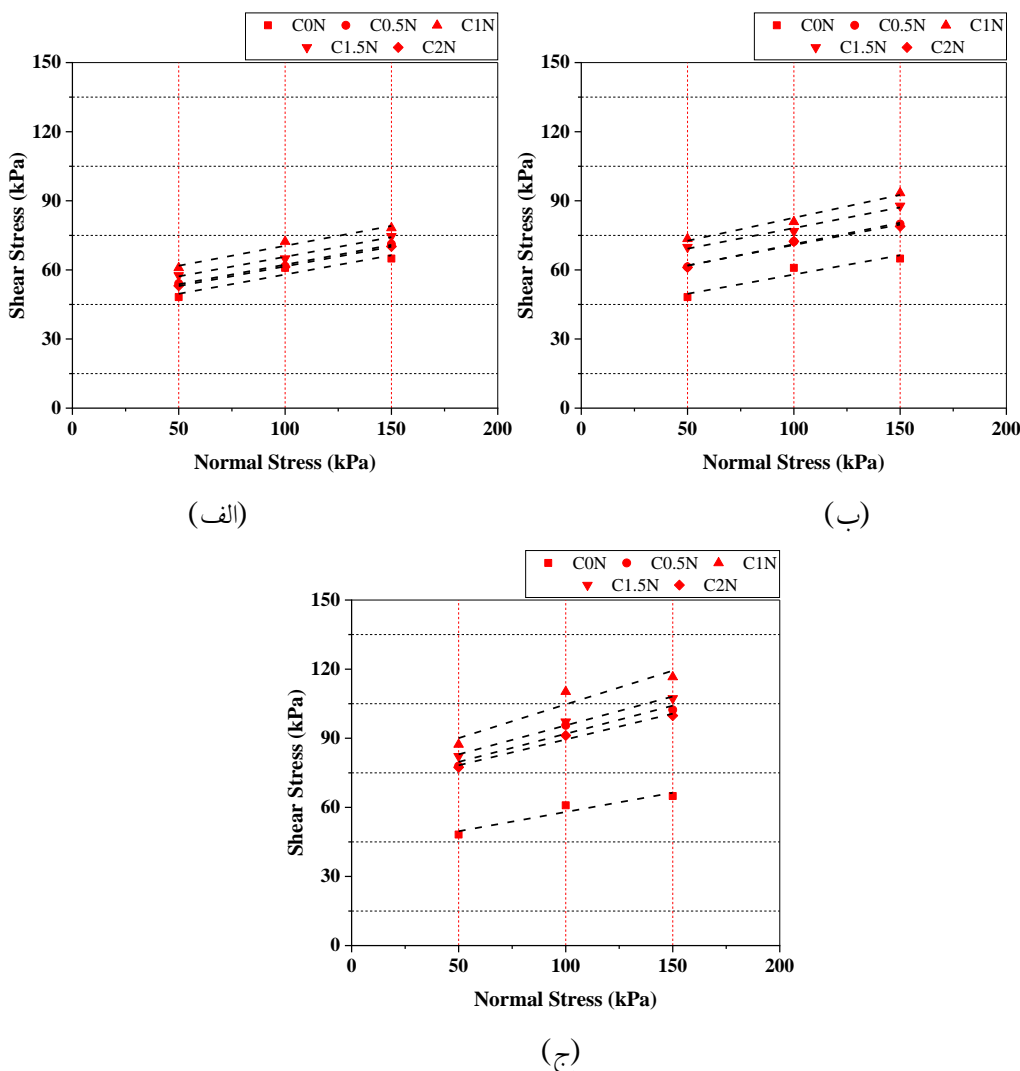 C0N C0.5N C1N
C1.5N C2N
150
120
90
60
30
0
Shear Stress (kPa)
0 50 100 150 200
Normal Stress (kPa)
(الف)
C0N C0.5N C1N
C1.5N C2N
150
120
90
60
30
0
Shear Stress (kPa)
0 50 100 150 200
Normal Stress (kPa)
(ب)
C0N C0.5N C1N
C1.5N C2N
150
120
90
60
30
0
Shear Stress (kPa)
0 50 100 150 200
Normal Stress (kPa)
(ج)